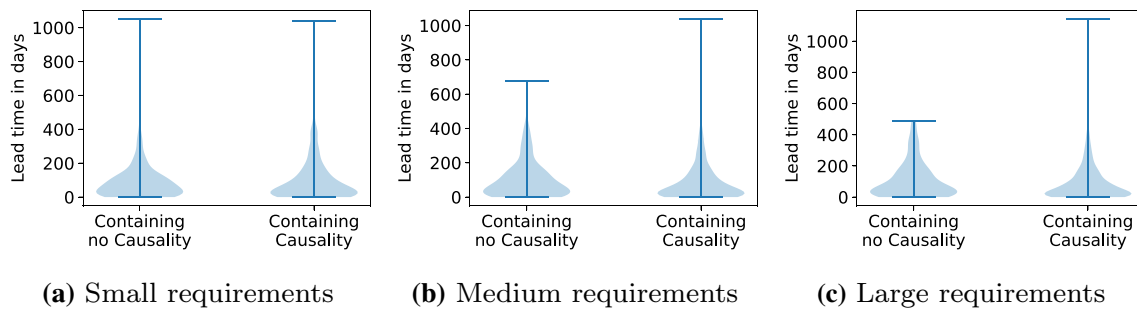 Lead time in days
1000
800
600
400
200
0
Containing
no Causality
Containing
Causality
(a) Small requirements
Lead time in days
1000
800
600
400
200
0
Containing
no Causality
Containing
Causality
(b) Medium requirements
Lead time in days
1000
800
600
400
200
0
Containing
no Causality
Containing
Causality
(c) Large requirements